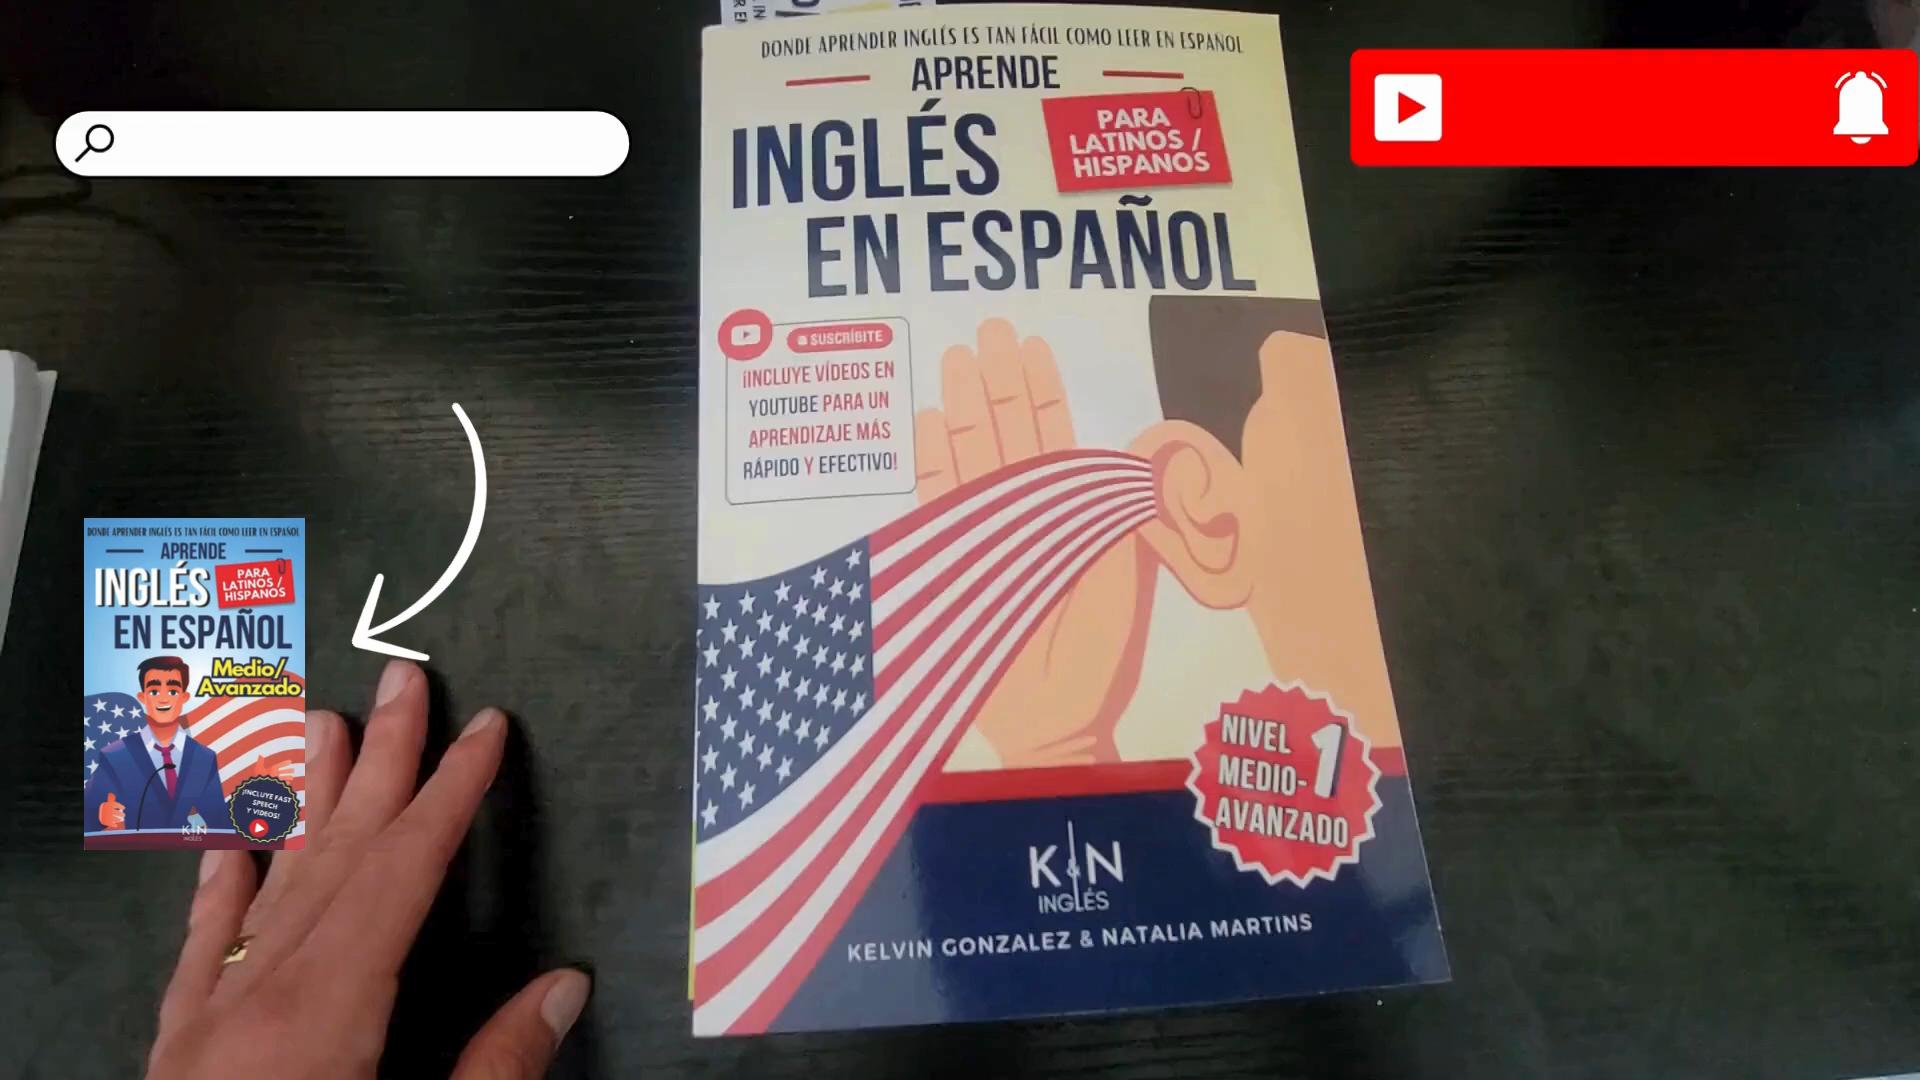 DONDE APRENDER INGLÉS ES TAN FÁCIL COMO LEER EN ESPAÑOL
APRENDE
INGLÉS
PARA
LATINOS /
HISPANOS
EN ESPAÑOL
SUSCRÍBITE
¡INCLUYE VÍDEOS EN
YOUTUBE PARA UN
APRENDIZAJE MÁS
RÁPIDO Y EFECTIVO!
NIVEL 1
MEDIO-
AVANZADO
K&N
INGLÉS
KELVIN GONZALEZ & NATALIA MARTINS
DONDE APRENDER INGLÉS ES TAN FÁCIL COMO LEER EN ESPAÑOL
APRENDE
INGLÉS
PARA
LATINOS /
HISPANOS
EN ESPAÑOL
Medio/
Avanzado
¡INCLUYE FAST
SPEECH
Y VIDEOS!
K&N
INGLÉS